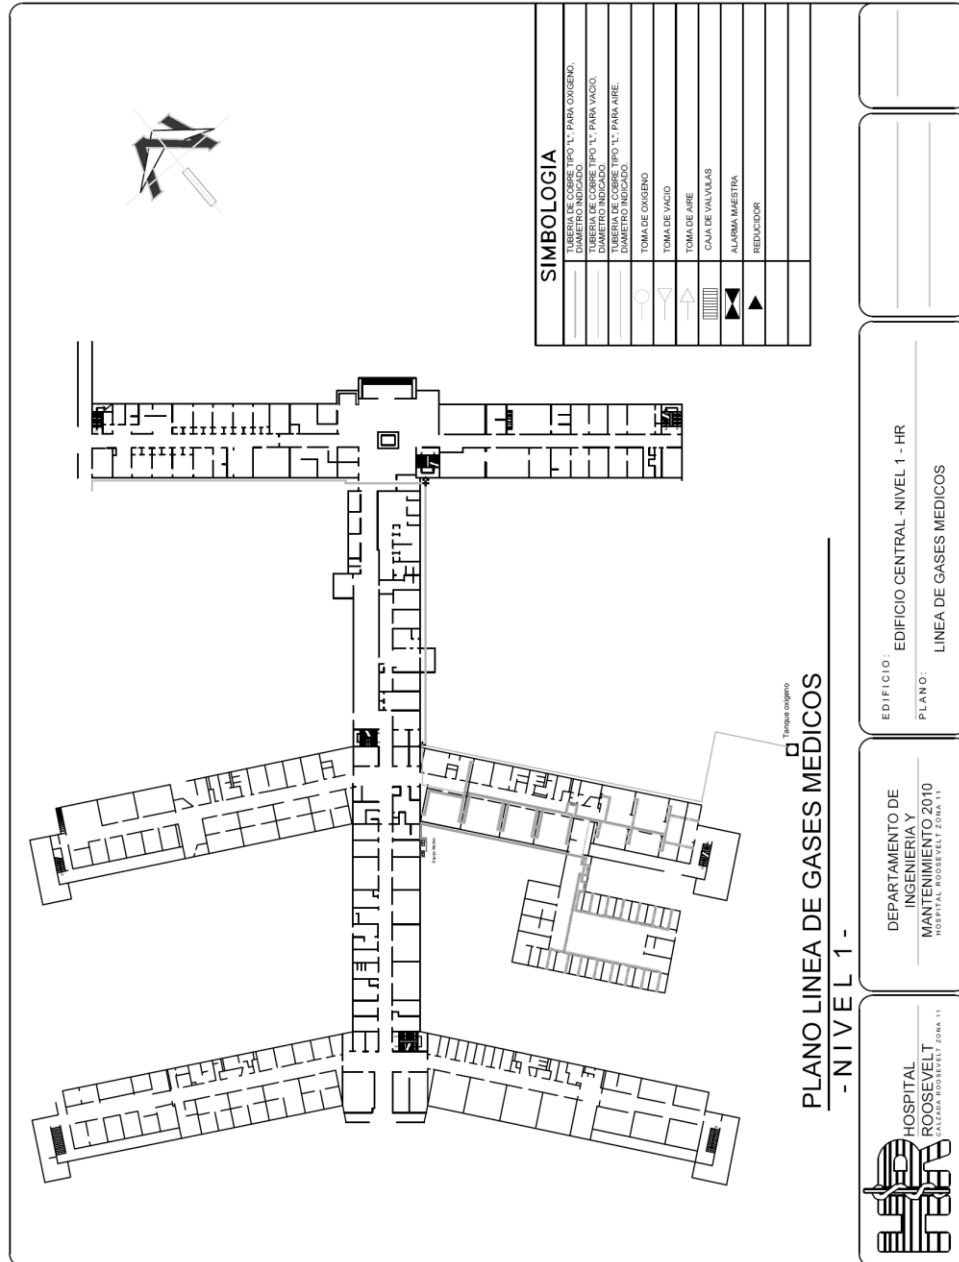 SIMBOLOGIA
TUBERIA DE COBRE TIPO "L", PARA OXIGENO,
DIAMETRO INDICADO.
TUBERIA DE COBRE TIPO "L", PARA VACIO,
DIAMETRO INDICADO.
TUBERIA DE COBRE TIPO "L", PARA AIRE,
DIAMETRO INDICADO.
TOMA DE OXIGENO
TOMA DE VACIO
TOMA DE AIRE
CAJA DE VALVULAS
ALARMA MAESTRA
REDUCIDOR
Tanque oxigeno
PLANO LINEA DE GASES MEDICOS
- NIVEL 1 -
HOSPITAL
ROOSEVELT
CALZADA ROOSEVELT ZONA 11
DEPARTAMENTO DE
INGENIERIA Y
MANTENIMIENTO 2010
HOSPITAL ROOSEVELT ZONA 11
EDIFICIO:
EDIFICIO CENTRAL -NIVEL 1 - HR
PLANO:
LINEA DE GASES MEDICOS